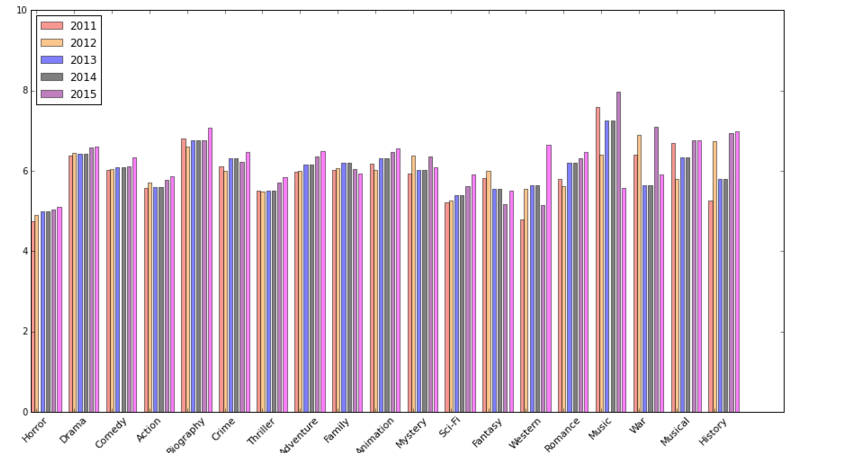 10
8
6
4
2
0
2011
2012
2013
2014
2015
Horror
Drama
Comedy
Action
Biography
Crime
Thriller
Adventure
Family
Animation
Mystery
Sci-Fi
Fantasy
Western
Romance
Music
War
Musical
History